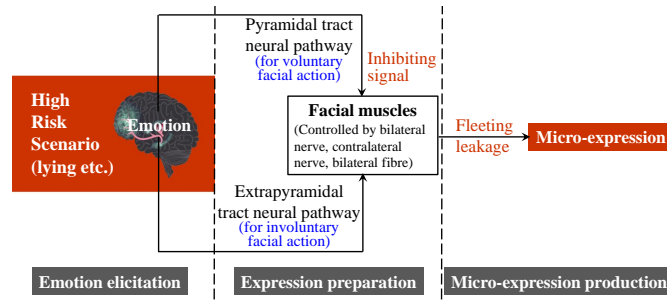 High
Risk
Scenario
(lying etc.)
Emotion
Pyramidal tract
neural pathway
(for voluntary
facial action)
Inhibiting
signal
Facial muscles
(Controlled by bilateral
nerve, contralateral
nerve, bilateral fibre)
Extrapyramidal
tract neural pathway
(for involuntary
facial action)
Fleeting
leakage
Micro-expression
Emotion elicitation
Expression preparation
Micro-expression production